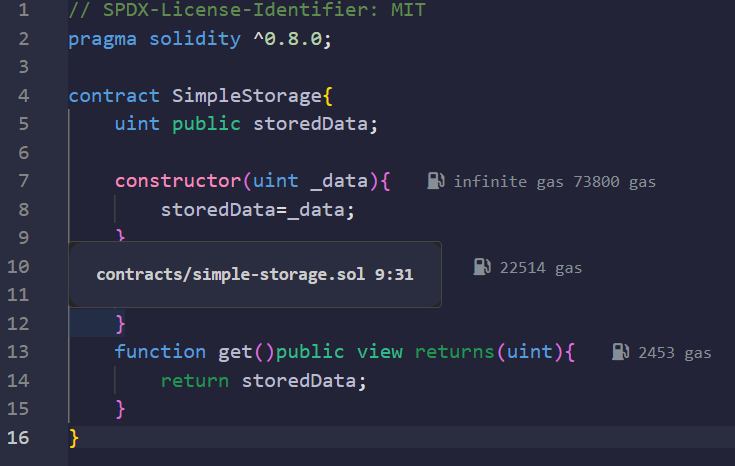 1 // SPDX-License-Identifier: MIT
2 pragma solidity ^0.8.0;
3
4 contract SimpleStorage{
5 uint public storedData;
6
7 constructor(uint _data){ infinite gas 73800 gas
8 storedData=_data;
9 }
contracts/simple-storage.sol 9:31
10 22514 gas
11
12 }
13 function get()public view returns(uint){ 2453 gas
14 return storedData;
15 }
16 }